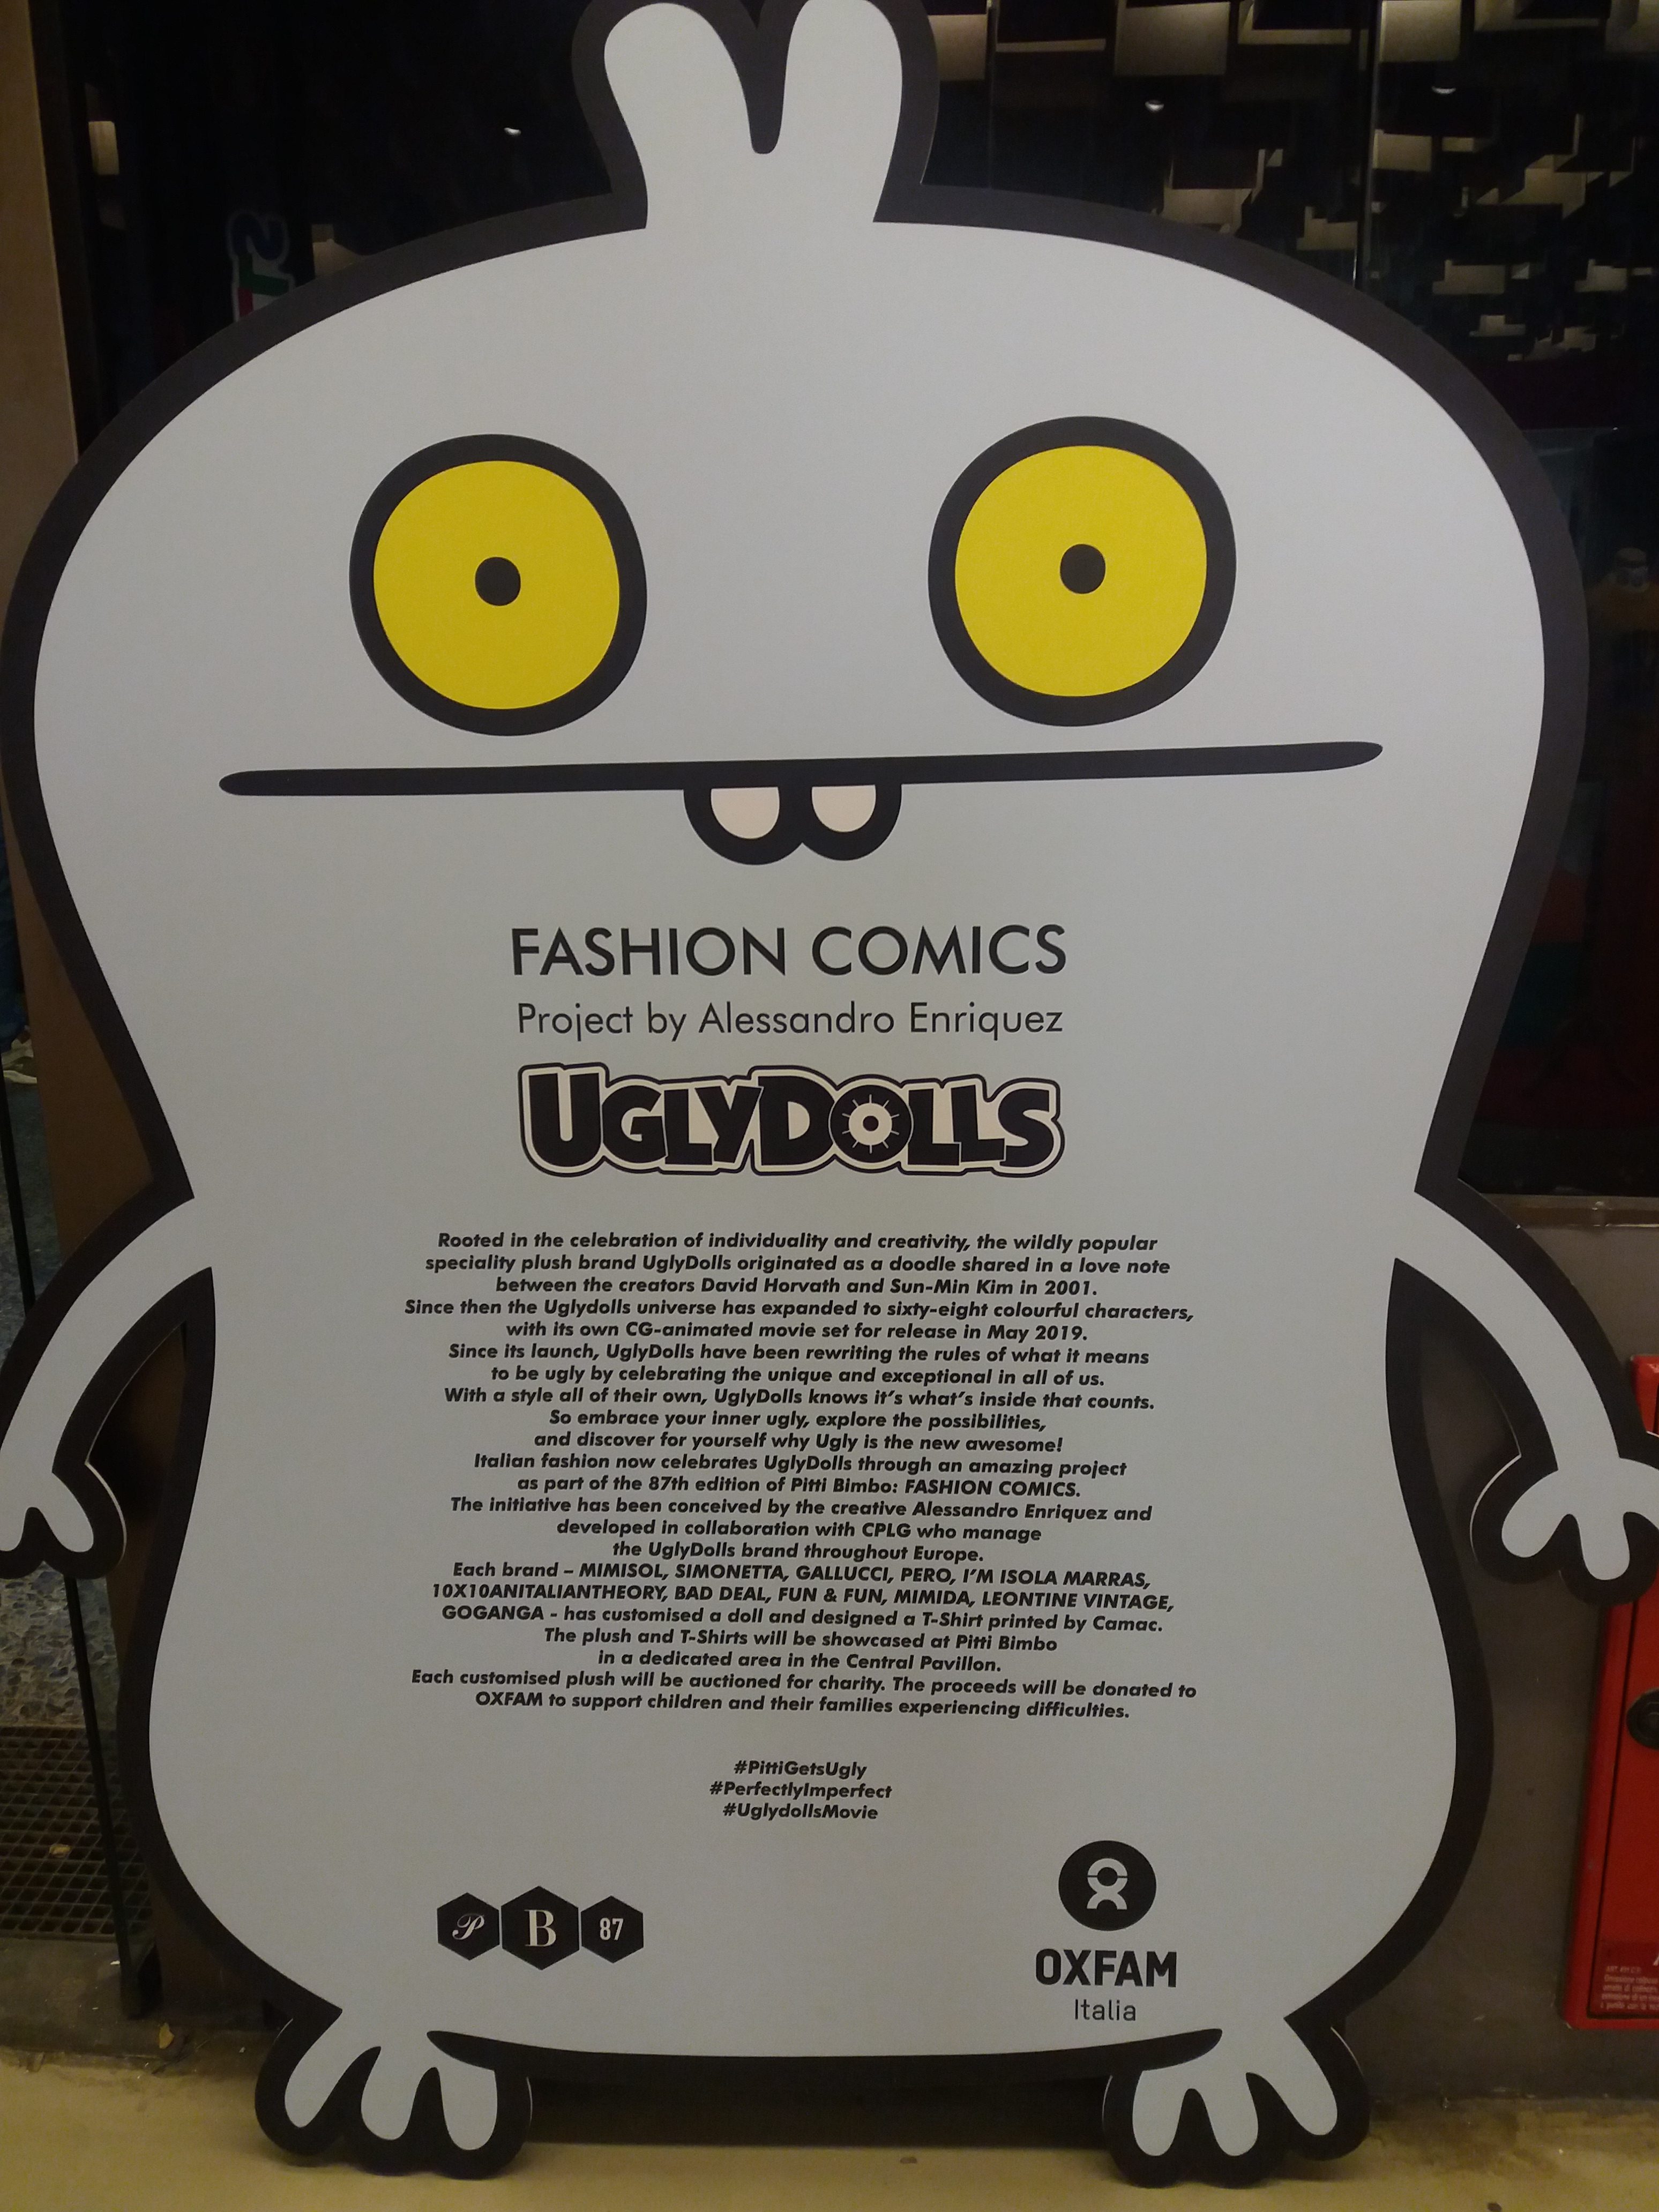 FASHION COMICS
Project by Alessandro Enriquez
UGLYDOLLS
Rooted in the celebration of individuality and creativity, the wildly popular
speciality plush brand UglyDolls originated as a doodle shared in a love note
between the creators David Horvath and Sun-Min Kim in 2001.
Since then the Uglydolls universe has expanded to sixty-eight colourful characters,
with its own CG-animated movie set for release in May 2019.
Since its launch, UglyDolls have been rewriting the rules of what it means
to be ugly by celebrating the unique and exceptional in all of us.
With a style all of their own, UglyDolls knows it's what's inside that counts.
So embrace your inner ugly, explore the possibilities,
and discover for yourself why Ugly is the new awesome!
Italian fashion now celebrates UglyDolls through an amazing project
as part of the 87th edition of Pitti Bimbo: FASHION COMICS.
The initiative has been conceived by the creative Alessandro Enriquez and
developed in collaboration with CPLG who manage
the UglyDolls brand throughout Europe.
Each brand – MIMISOL, SIMONETTA, GALLUCCI, PERO, I'M ISOLA MARRAS,
10X10ANITALIANTHEORY, BAD DEAL, FUN & FUN, MIMIDA, LEONTINE VINTAGE,
GOGANGA - has customised a doll and designed a T-Shirt printed by Camac.
The plush and T-Shirts will be showcased at Pitti Bimbo
in a dedicated area in the Central Pavillon.
Each customised plush will be auctioned for charity. The proceeds will be donated to
OXFAM to support children and their families experiencing difficulties.
#PittiGetsUgly
#PerfectlyImperfect
#UglydollsMovie
P B 87
OXFAM
Italia